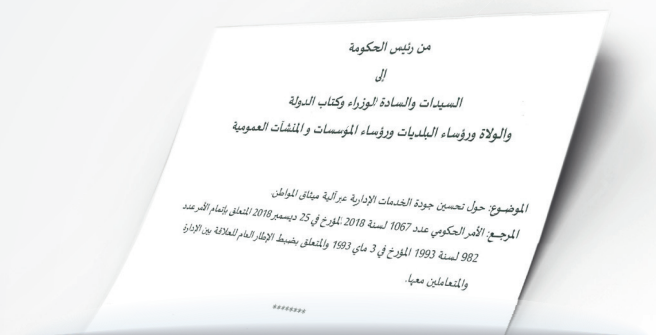 من رئيس الحكومة
إلى
السيدات والسادة الوزراء وكتاب الدولة
والولاة ورؤساء البلديات ورؤساء المؤسسات و المنشآت العمومية
الموضوع: حول تحسين جودة الخدمات الإدارية عبر آلية ميثاق المواطن.
المرجع: الأمر الحكومي عدد 1067 لسنة 2018 المؤرخ في 25 ديسمبر 2018 المتعلق بإتمام الأمر عدد
982 لسنة 1993 المؤرخ في 3 ماي 1993 والمتعلق بضبط الإطار العام للعلاقة بين الإدارة
والمتعاملين معها.
********